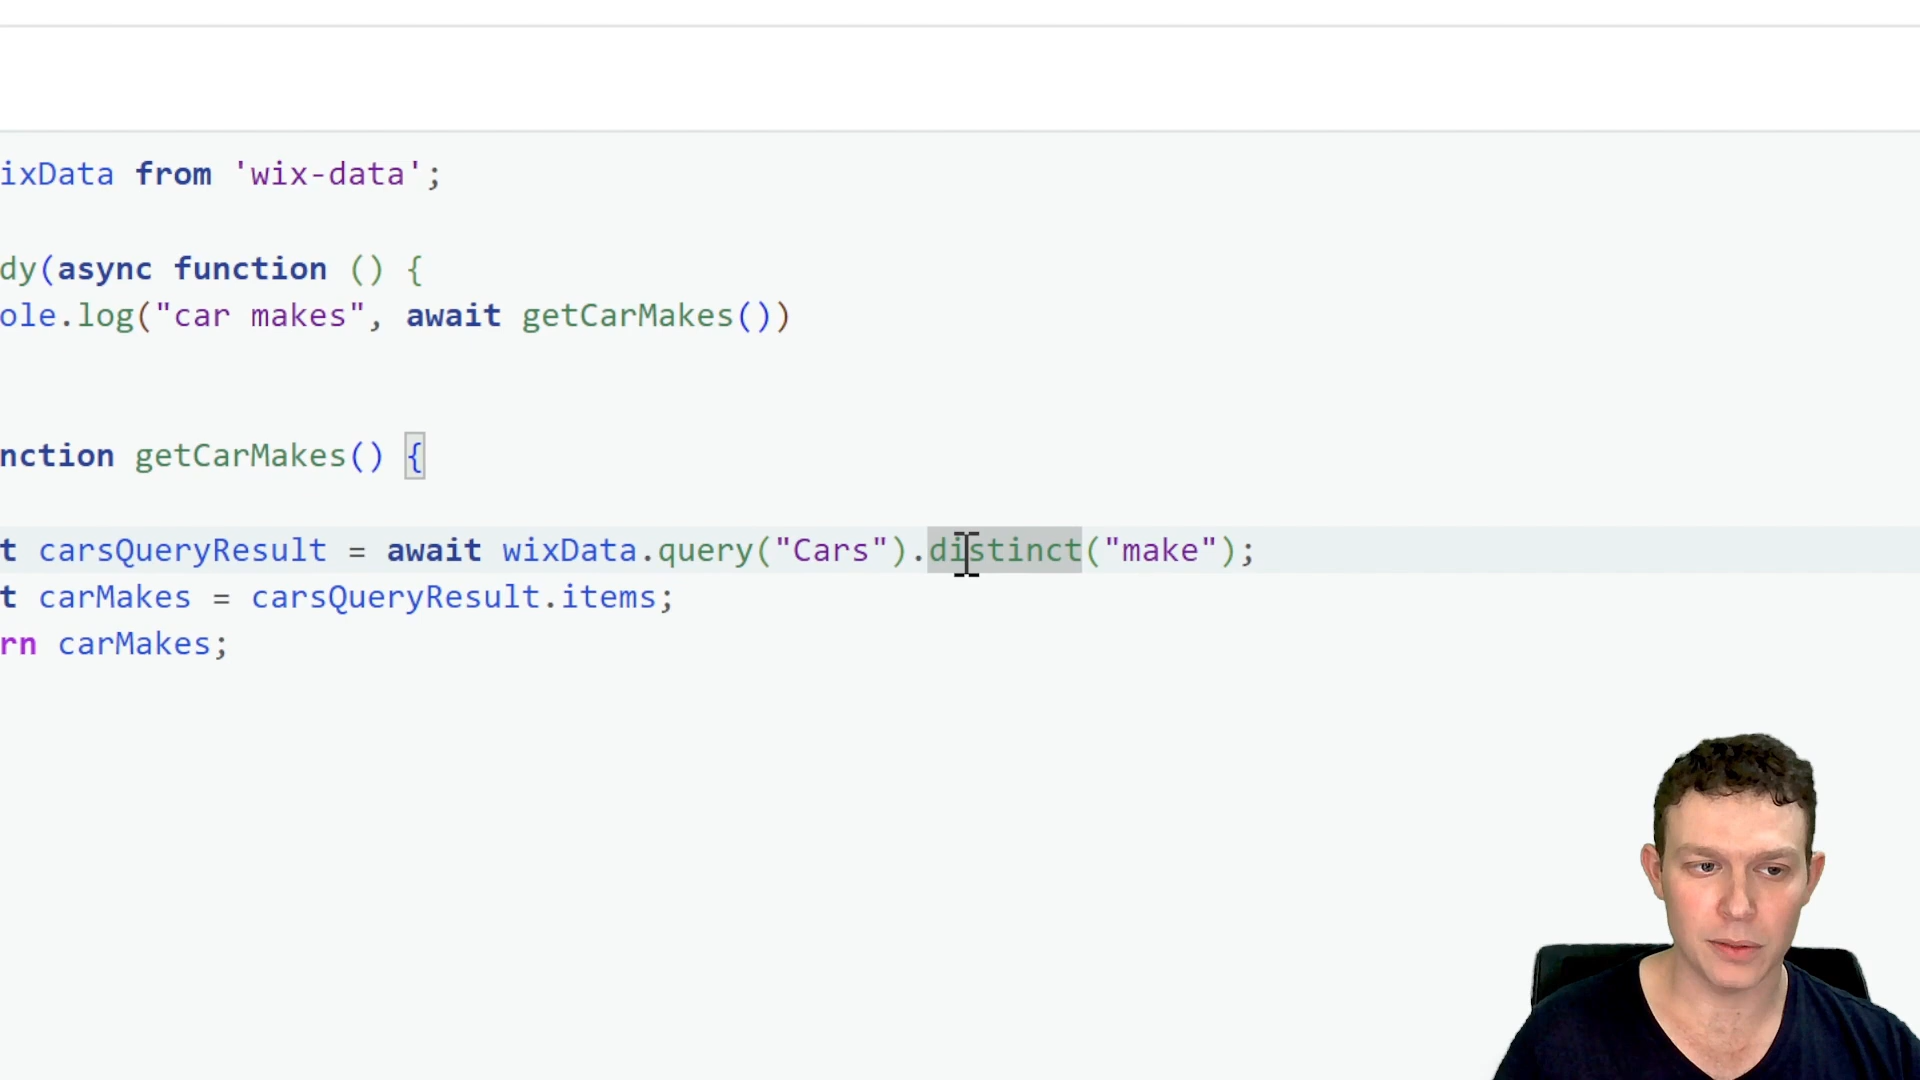 ixData from 'wix-data';
dy(async function () {
ole.log("car makes", await getCarMakes())
nction getCarMakes() {
t carsQueryResult = await wixData.query("Cars").distinct("make");
t carMakes = carsQueryResult.items;
rn carMakes;